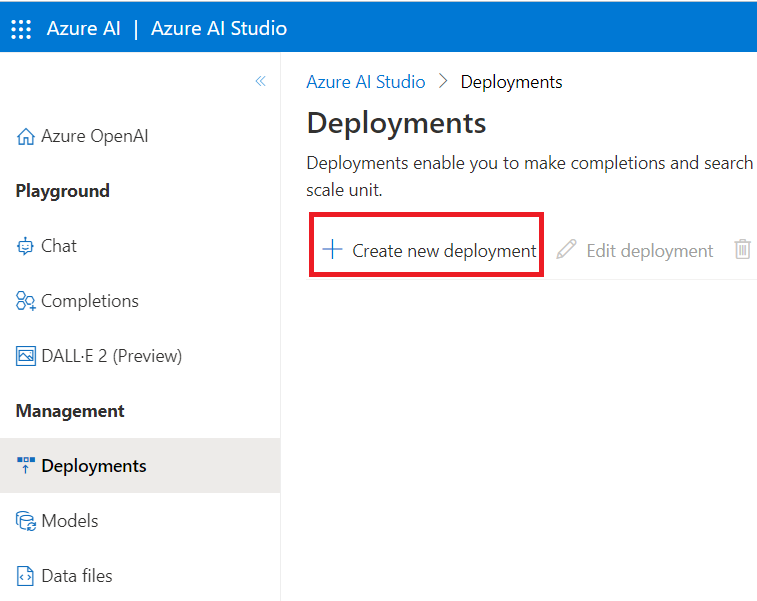 Azure AI | Azure AI Studio
Azure OpenAI
Playground
Chat
Completions
DALL·E 2 (Preview)
Management
Deployments
Models
Data files
Azure AI Studio > Deployments
Deployments
Deployments enable you to make completions and search
scale unit.
Create new deployment Edit deployment